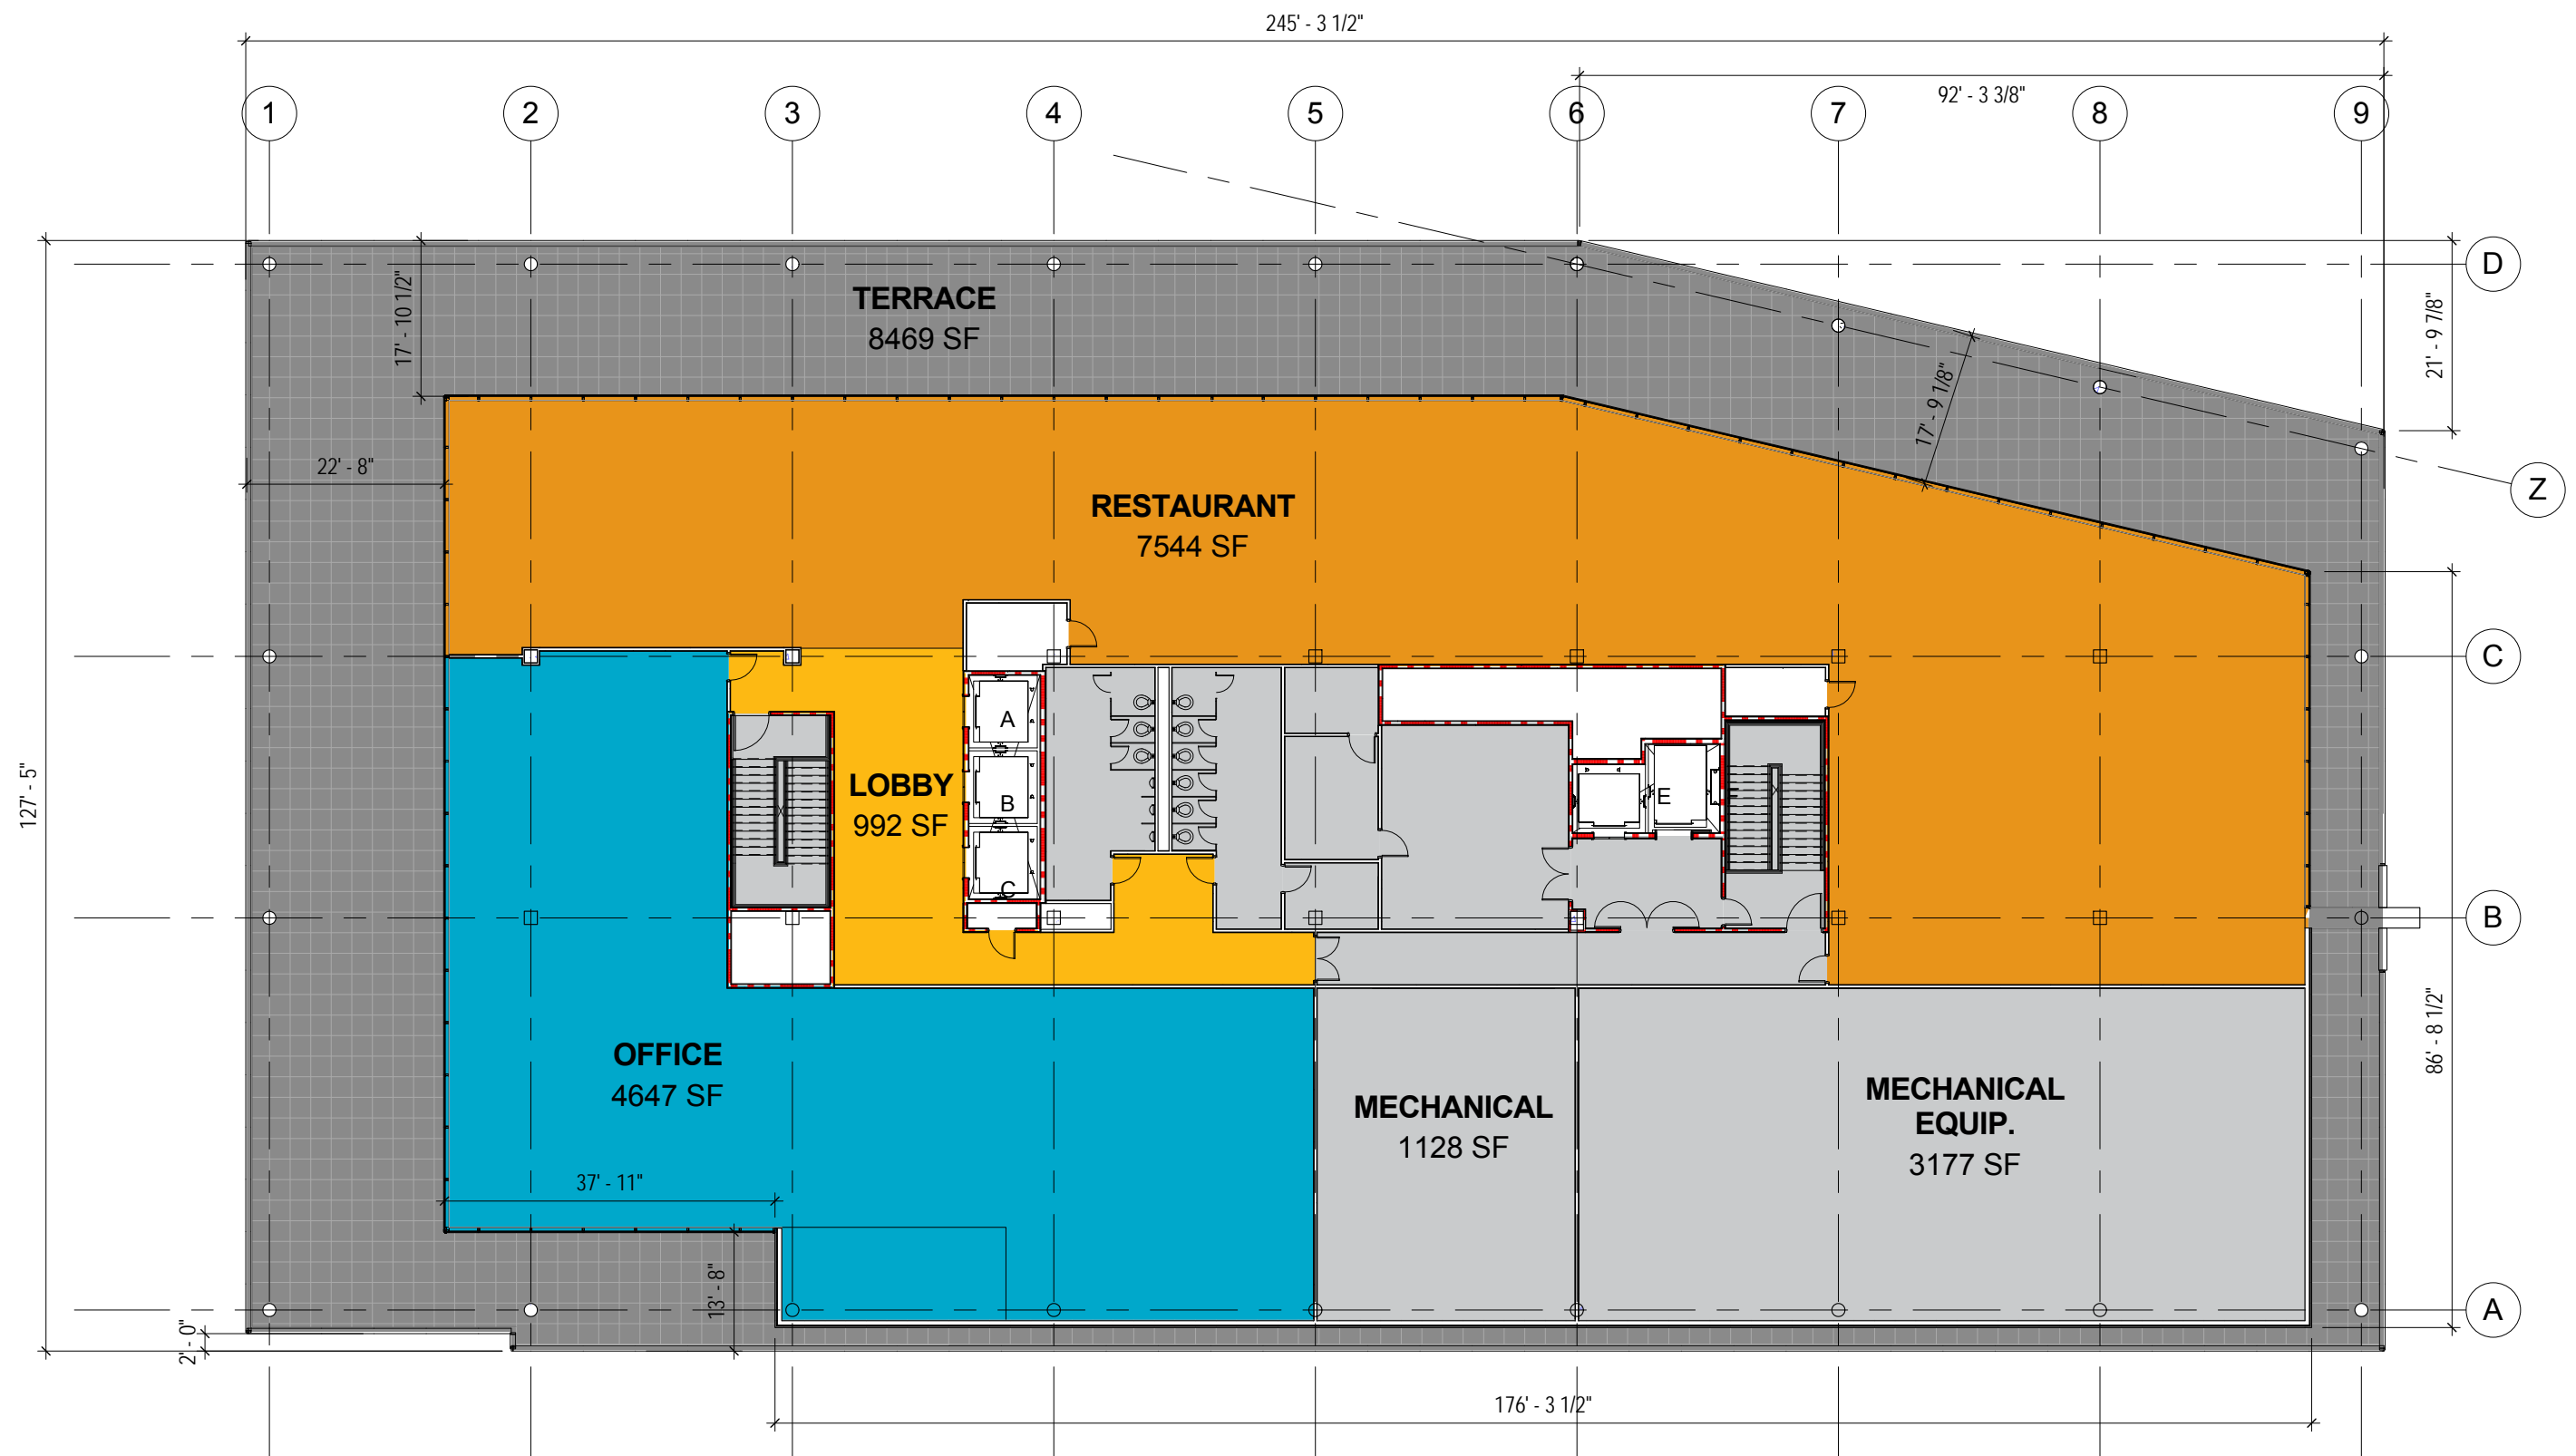 245' - 3 1/2"
92' - 3 3/8"
1 2 3 4 5 6 7 8 9
D
TERRACE
8469 SF
17' - 10 1/2"
21' - 9 7/8"
17' - 9 1/8"
22' - 8"
Z
RESTAURANT
7544 SF
C
A
LOBBY
992 SF
B
E
C
127' - 5"
B
OFFICE
4647 SF
MECHANICAL
1128 SF
MECHANICAL
EQUIP.
3177 SF
86' - 8 1/2"
37' - 11"
13' - 8"
2' - 0"
A
176' - 3 1/2"